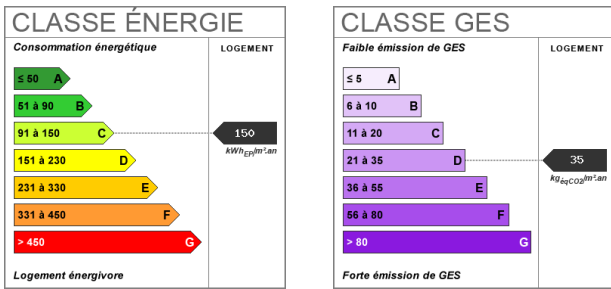 CLASSE ÉNERGIE
Consommation énergétique
LOGEMENT
≤ 50 A
51 à 90 B
91 à 150 C
150
kWhEP/m².an
151 à 230 D
231 à 330 E
331 à 450 F
> 450 G
Logement énergivore
CLASSE GES
Faible émission de GES
LOGEMENT
≤ 5 A
6 à 10 B
11 à 20 C
21 à 35 D
35
kgéqCO2/m².an
36 à 55 E
56 à 80 F
> 80 G
Forte émission de GES